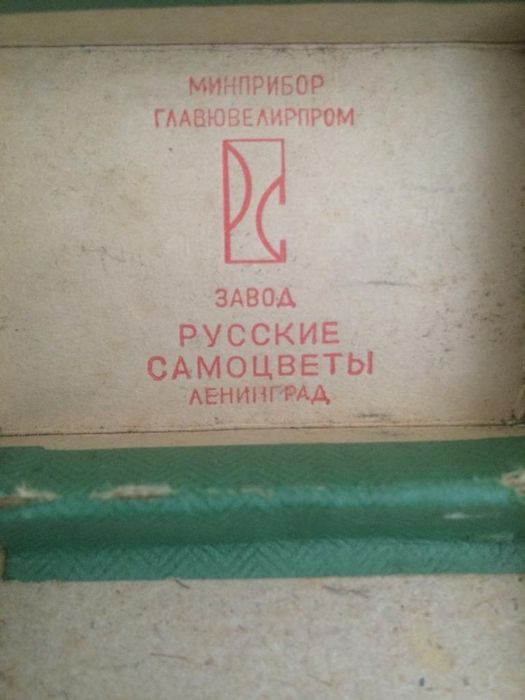 МИНПРИБОР
ГЛАВЮВЕЛИРПРОМ
РС
ЗАВОД
РУССКИЕ
САМОЦВЕТЫ
ЛЕНИНГРАД